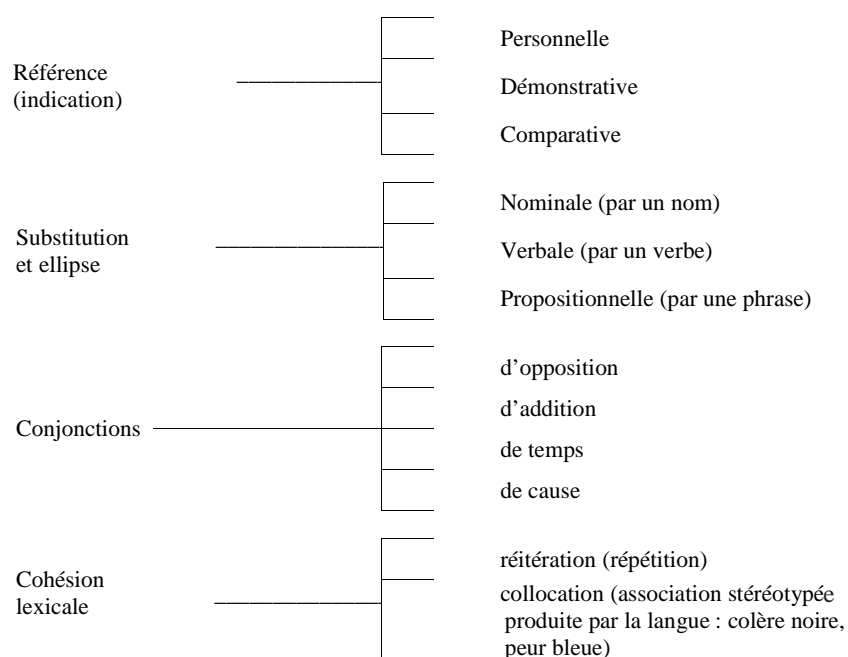 Référence
(indication)
Personnelle
Démonstrative
Comparative
Substitution
et ellipse
Nominale (par un nom)
Verbale (par un verbe)
Propositionnelle (par une phrase)
Conjonctions
d’opposition
d’addition
de temps
de cause
Cohésion
lexicale
réitération (répétition)
collocation (association stéréotypée
produite par la langue : colère noire,
peur bleue)